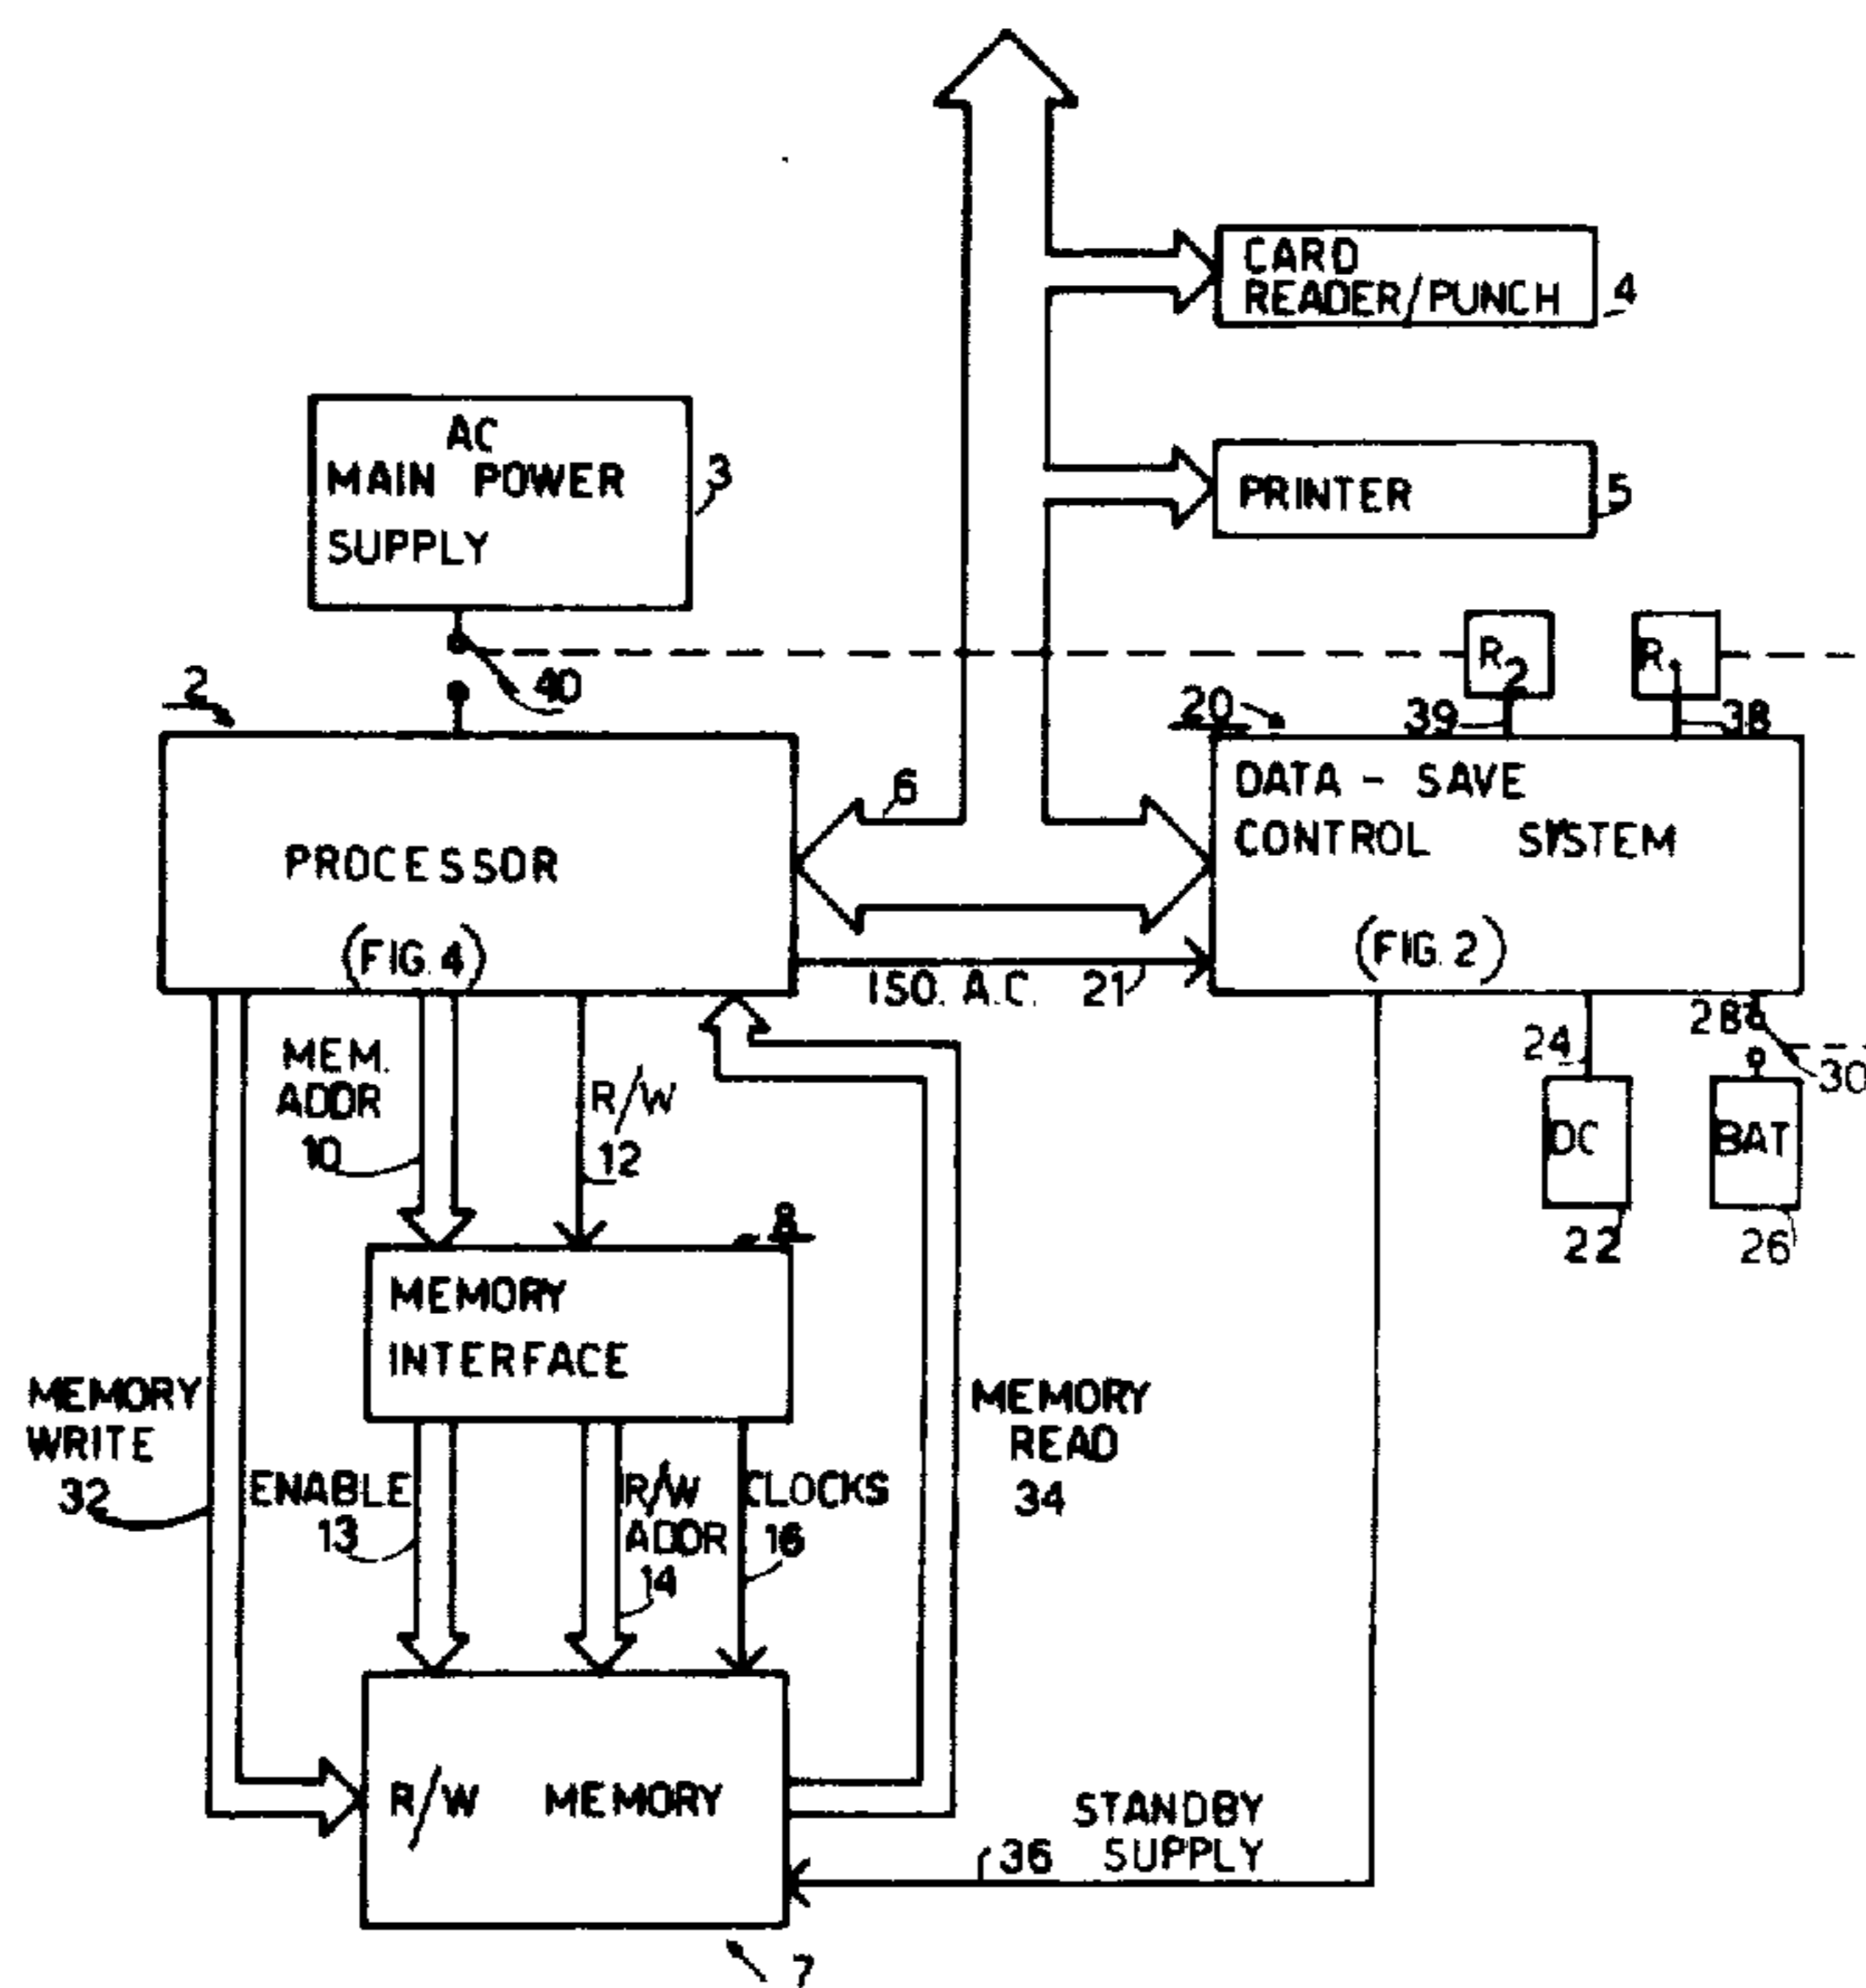 CARD
READER/PUNCH
4
AC
MAIN POWER
SUPPLY
3
PRINTER
5
40
R2
R1
2
39
38
20
6
DATA - SAVE
CONTROL SYSTEM
(FIG. 2)
PROCESSOR
(FIG. 4)
ISO. A.C. 21
28
24
30
MEM.
ADDR
10
R/W
12
DC
BAT
22
26
8
MEMORY
INTERFACE
MEMORY
WRITE
32
ENABLE
13
R/W
ADDR
14
CLOCKS
16
MEMORY
READ
34
R/W MEMORY
STANDBY
SUPPLY
36
7